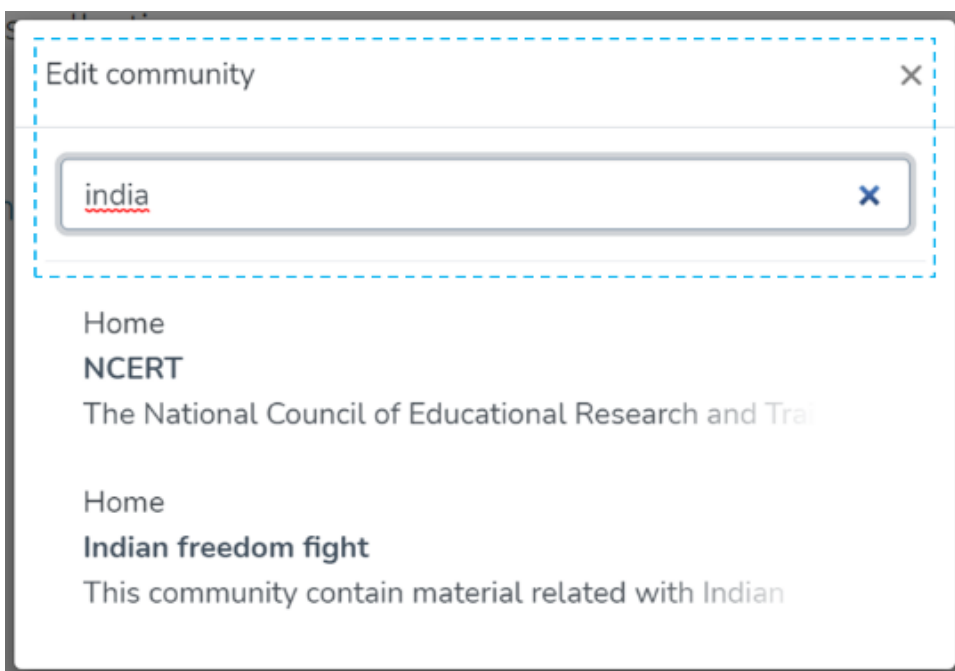 Edit community
india
Home
NCERT
The National Council of Educational Research and Trai
Home
Indian freedom fight
This community contain material related with Indian